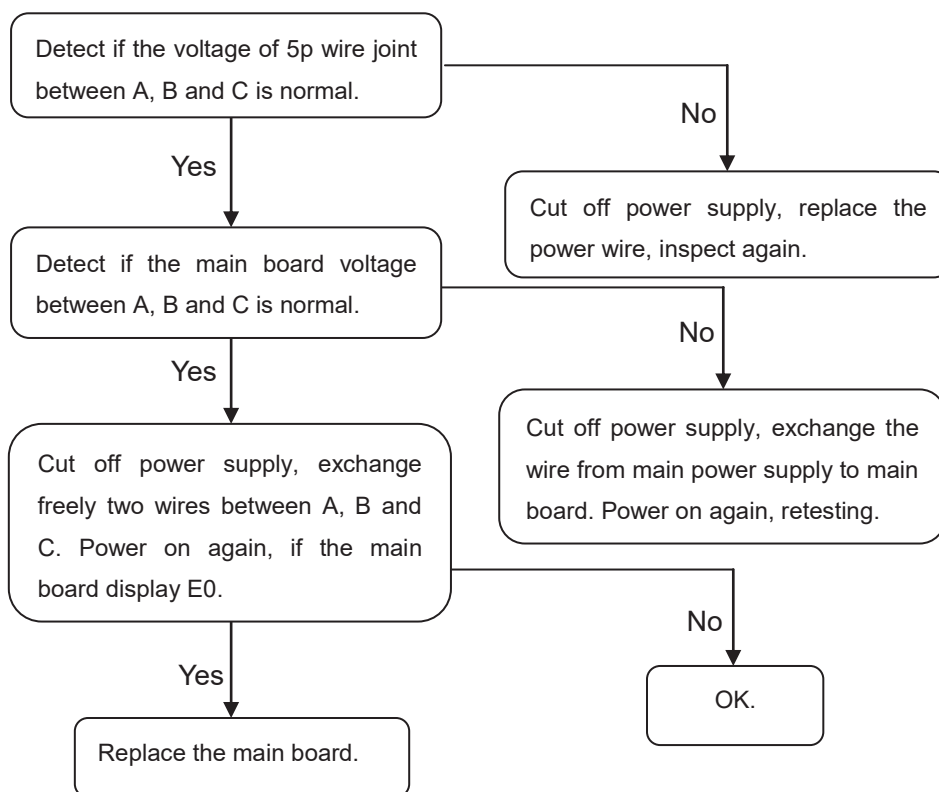 Detect if the voltage of 5p wire joint
between A, B and C is normal.
No
Yes
Cut off power supply, replace the
power wire, inspect again.
Detect if the main board voltage
between A, B and C is normal.
No
Yes
Cut off power supply, exchange the
wire from main power supply to main
board. Power on again, retesting.
Cut off power supply, exchange
freely two wires between A, B and
C. Power on again, if the main
board display E0.
No
Yes
OK.
Replace the main board.